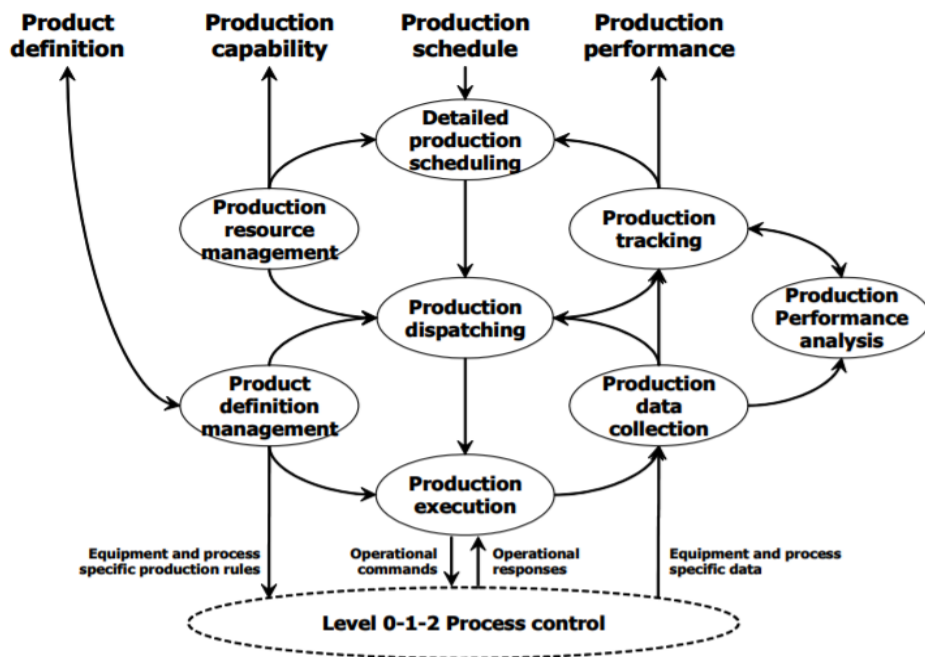 Product
definition
Production
capability
Production
schedule
Production
performance
Detailed
production
scheduling
Production
resource
management
Production
tracking
Production
dispatching
Production
Performance
analysis
Product
definition
management
Production
data
collection
Production
execution
Equipment and process
specific production rules
Operational
commands
Operational
responses
Equipment and process
specific data
Level 0-1-2 Process control